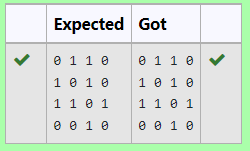 Expected Got
0 1 1 0 0 1 1 0
1 0 1 0 1 0 1 0
1 1 0 1 1 1 0 1
0 0 1 0 0 0 1 0